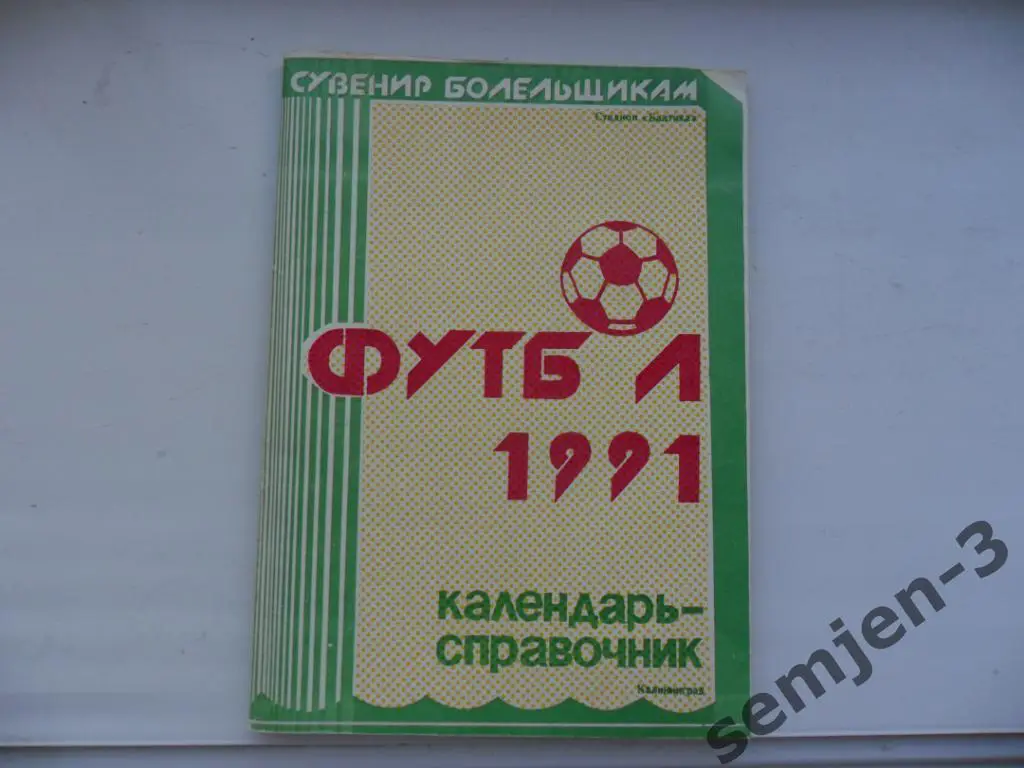 СУВЕНИР БОЛЕЛЬЩИКАМ
Стадион «Балтика»
ФУТБ Л
1991
календарь-
справочник
Калининград
semjen-3